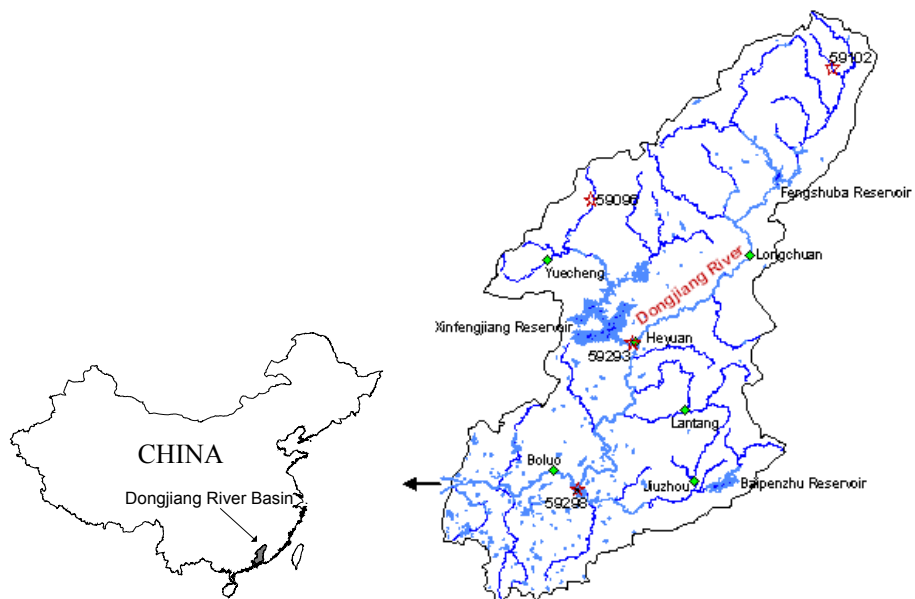 59102
59096
Fengshuba Reservoir
Yuecheng
Longchuan
Dongjiang River
Xinfengjiang Reservoir
Heyuan
59293
Lantang
Boluo
Jiuzhou
Baipenzhu Reservoir
59298
CHINA
Dongjiang River Basin